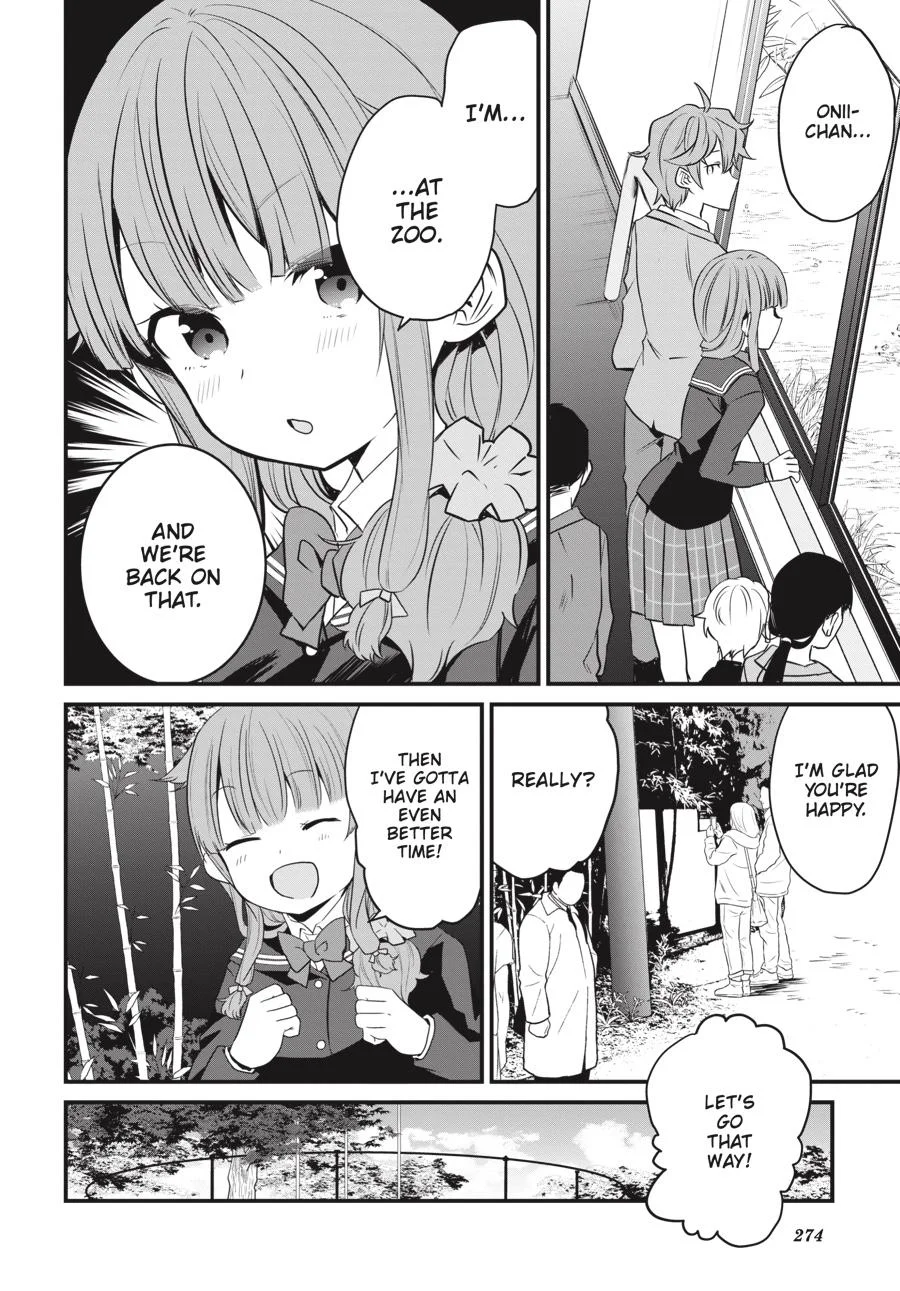 ONII-
CHAN...
I'M...
...AT
THE
ZOO.
AND
WE'RE
BACK ON
THAT.
I'M GLAD
YOU'RE
HAPPY.
REALLY?
THEN
I'VE GOTTA
HAVE AN
EVEN
BETTER
TIME!
LET'S
GO
THAT
WAY!
274